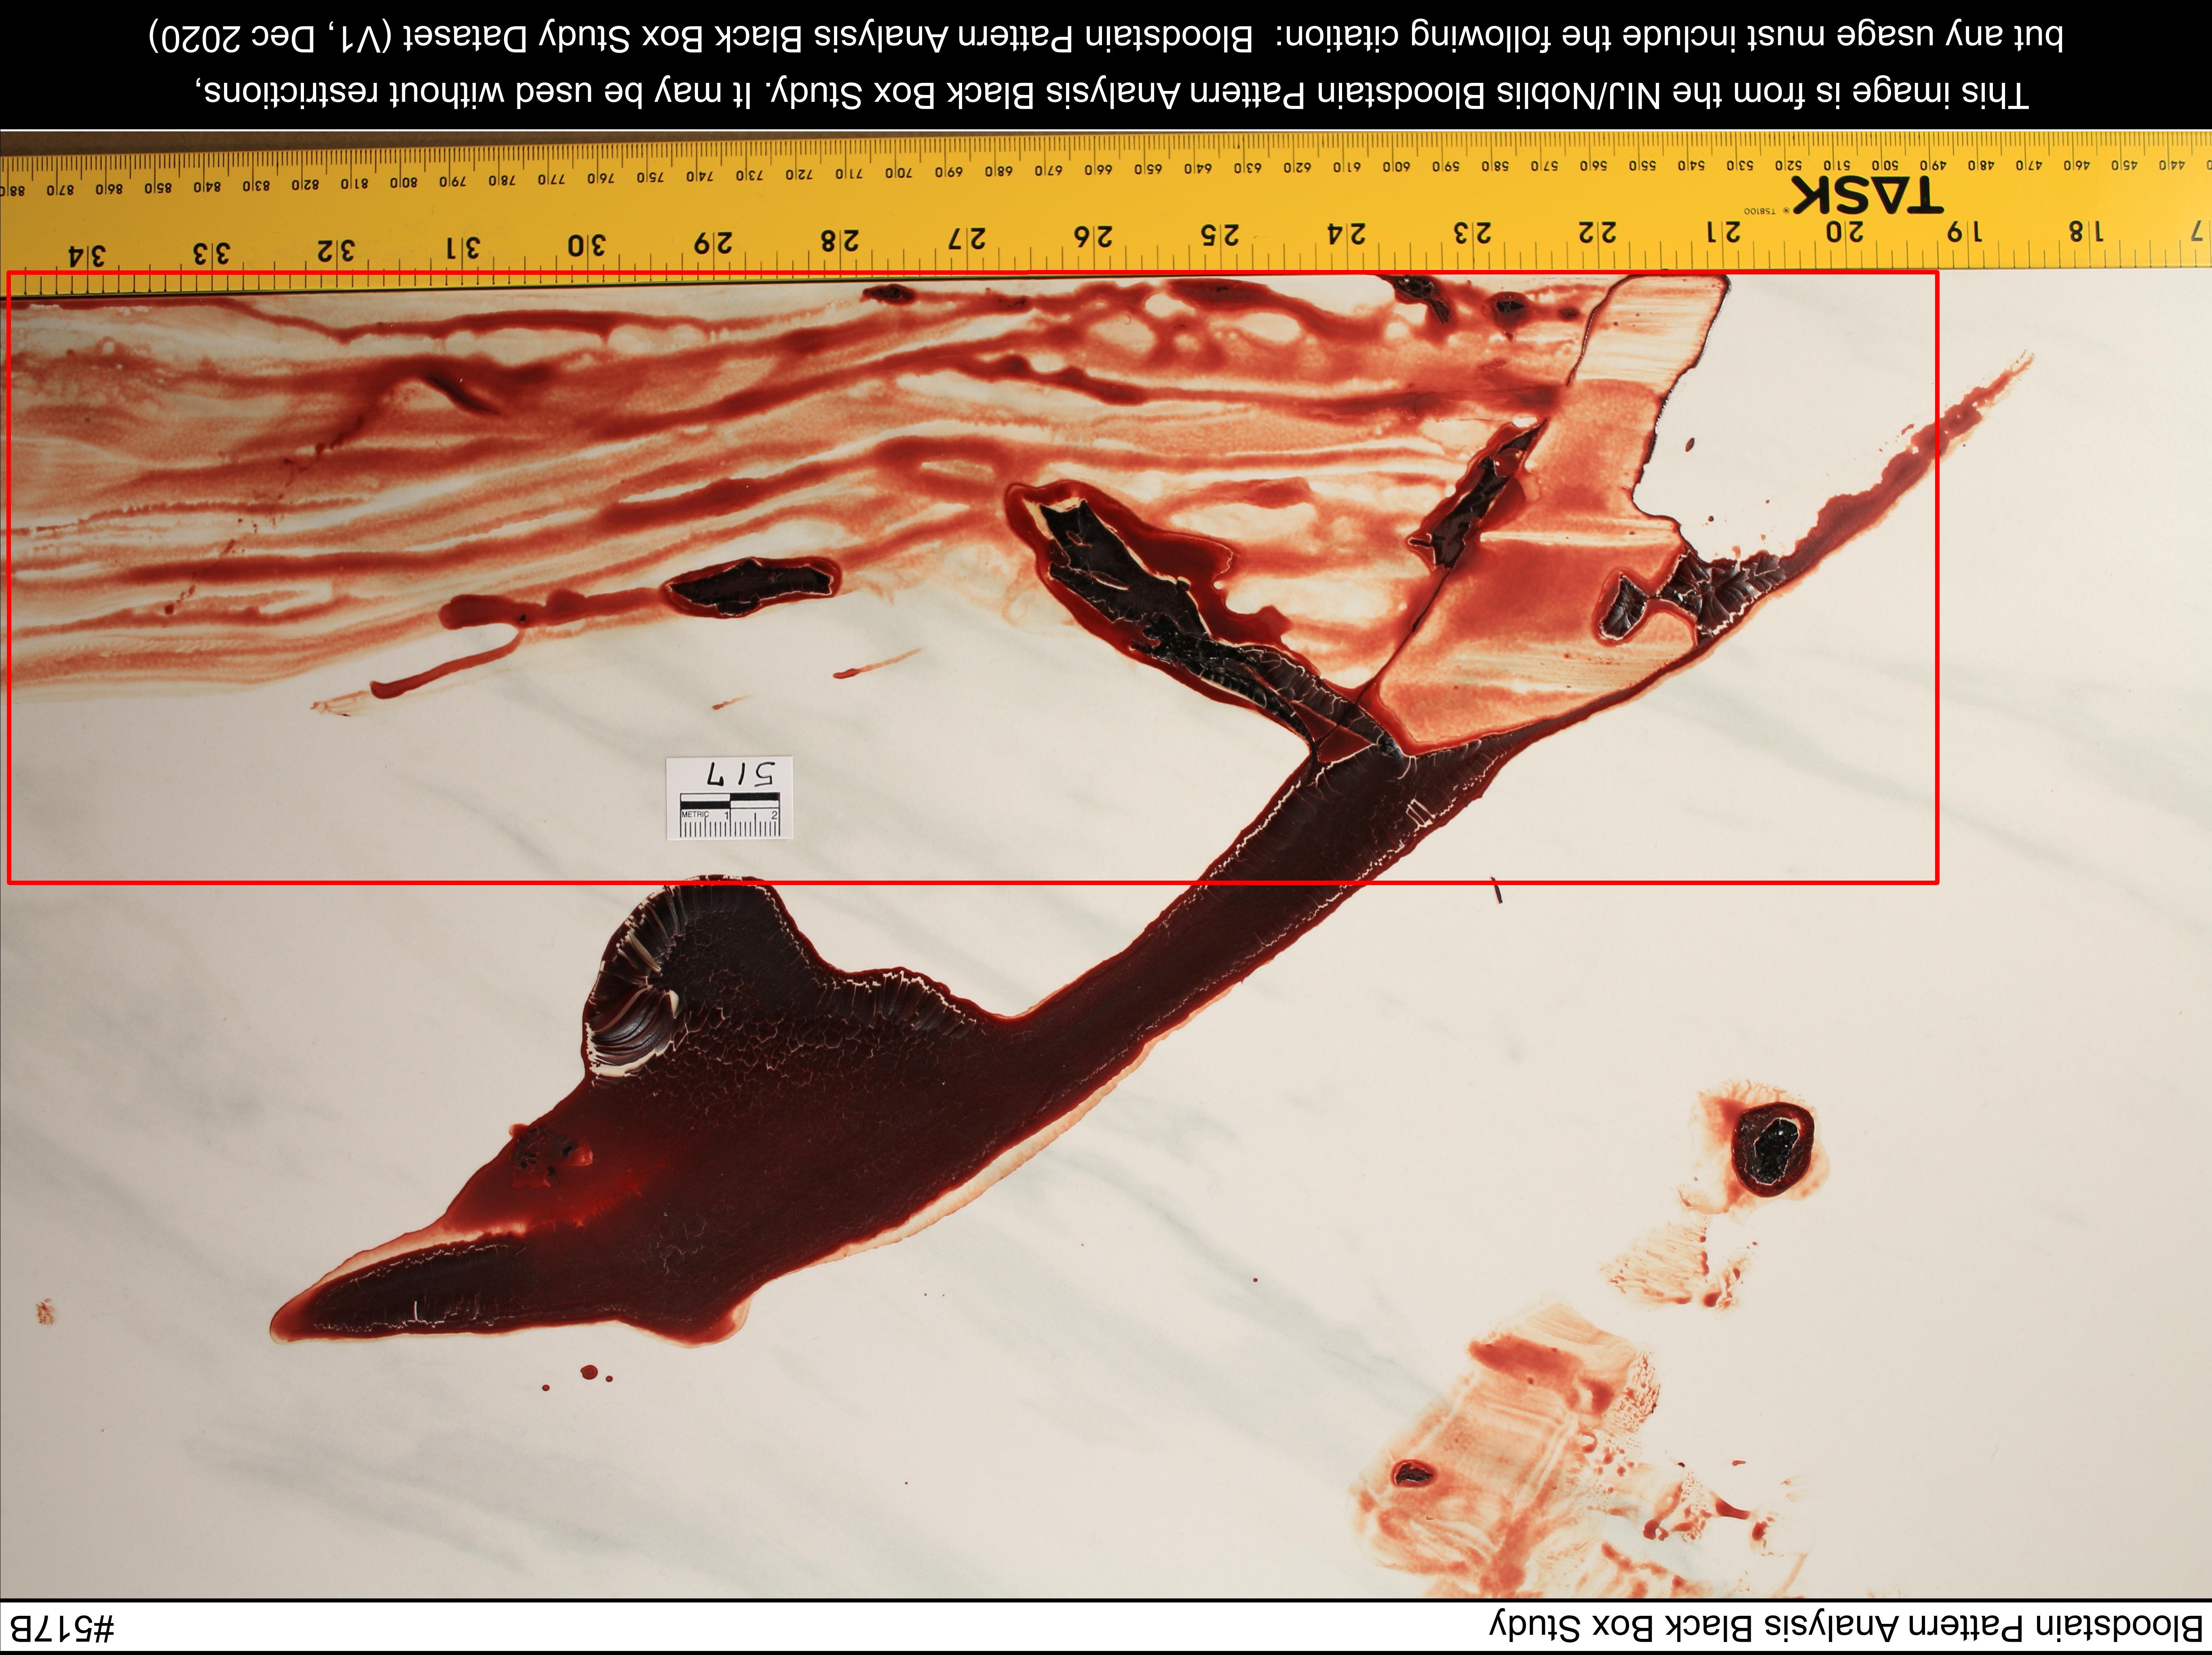 Bloodstain Pattern Analysis Black Box Study #517B
METRIC 1 2
517
18 19 20 21 22 23 24 25 26 27 28 29 30 31 32 33 34
TASK ® TS8100
440 450 460 470 480 490 500 510 520 530 540 550 560 570 580 590 600 610 620 630 640 650 660 670 680 690 700 710 720 730 740 750 760 770 780 790 800 810 820 830 840 850 860 870 880
This image is from the NIJ/Noblis Bloodstain Pattern Analysis Black Box Study. It may be used without restrictions,
but any usage must include the following citation: Bloodstain Pattern Analysis Black Box Study Dataset (V1, Dec 2020)